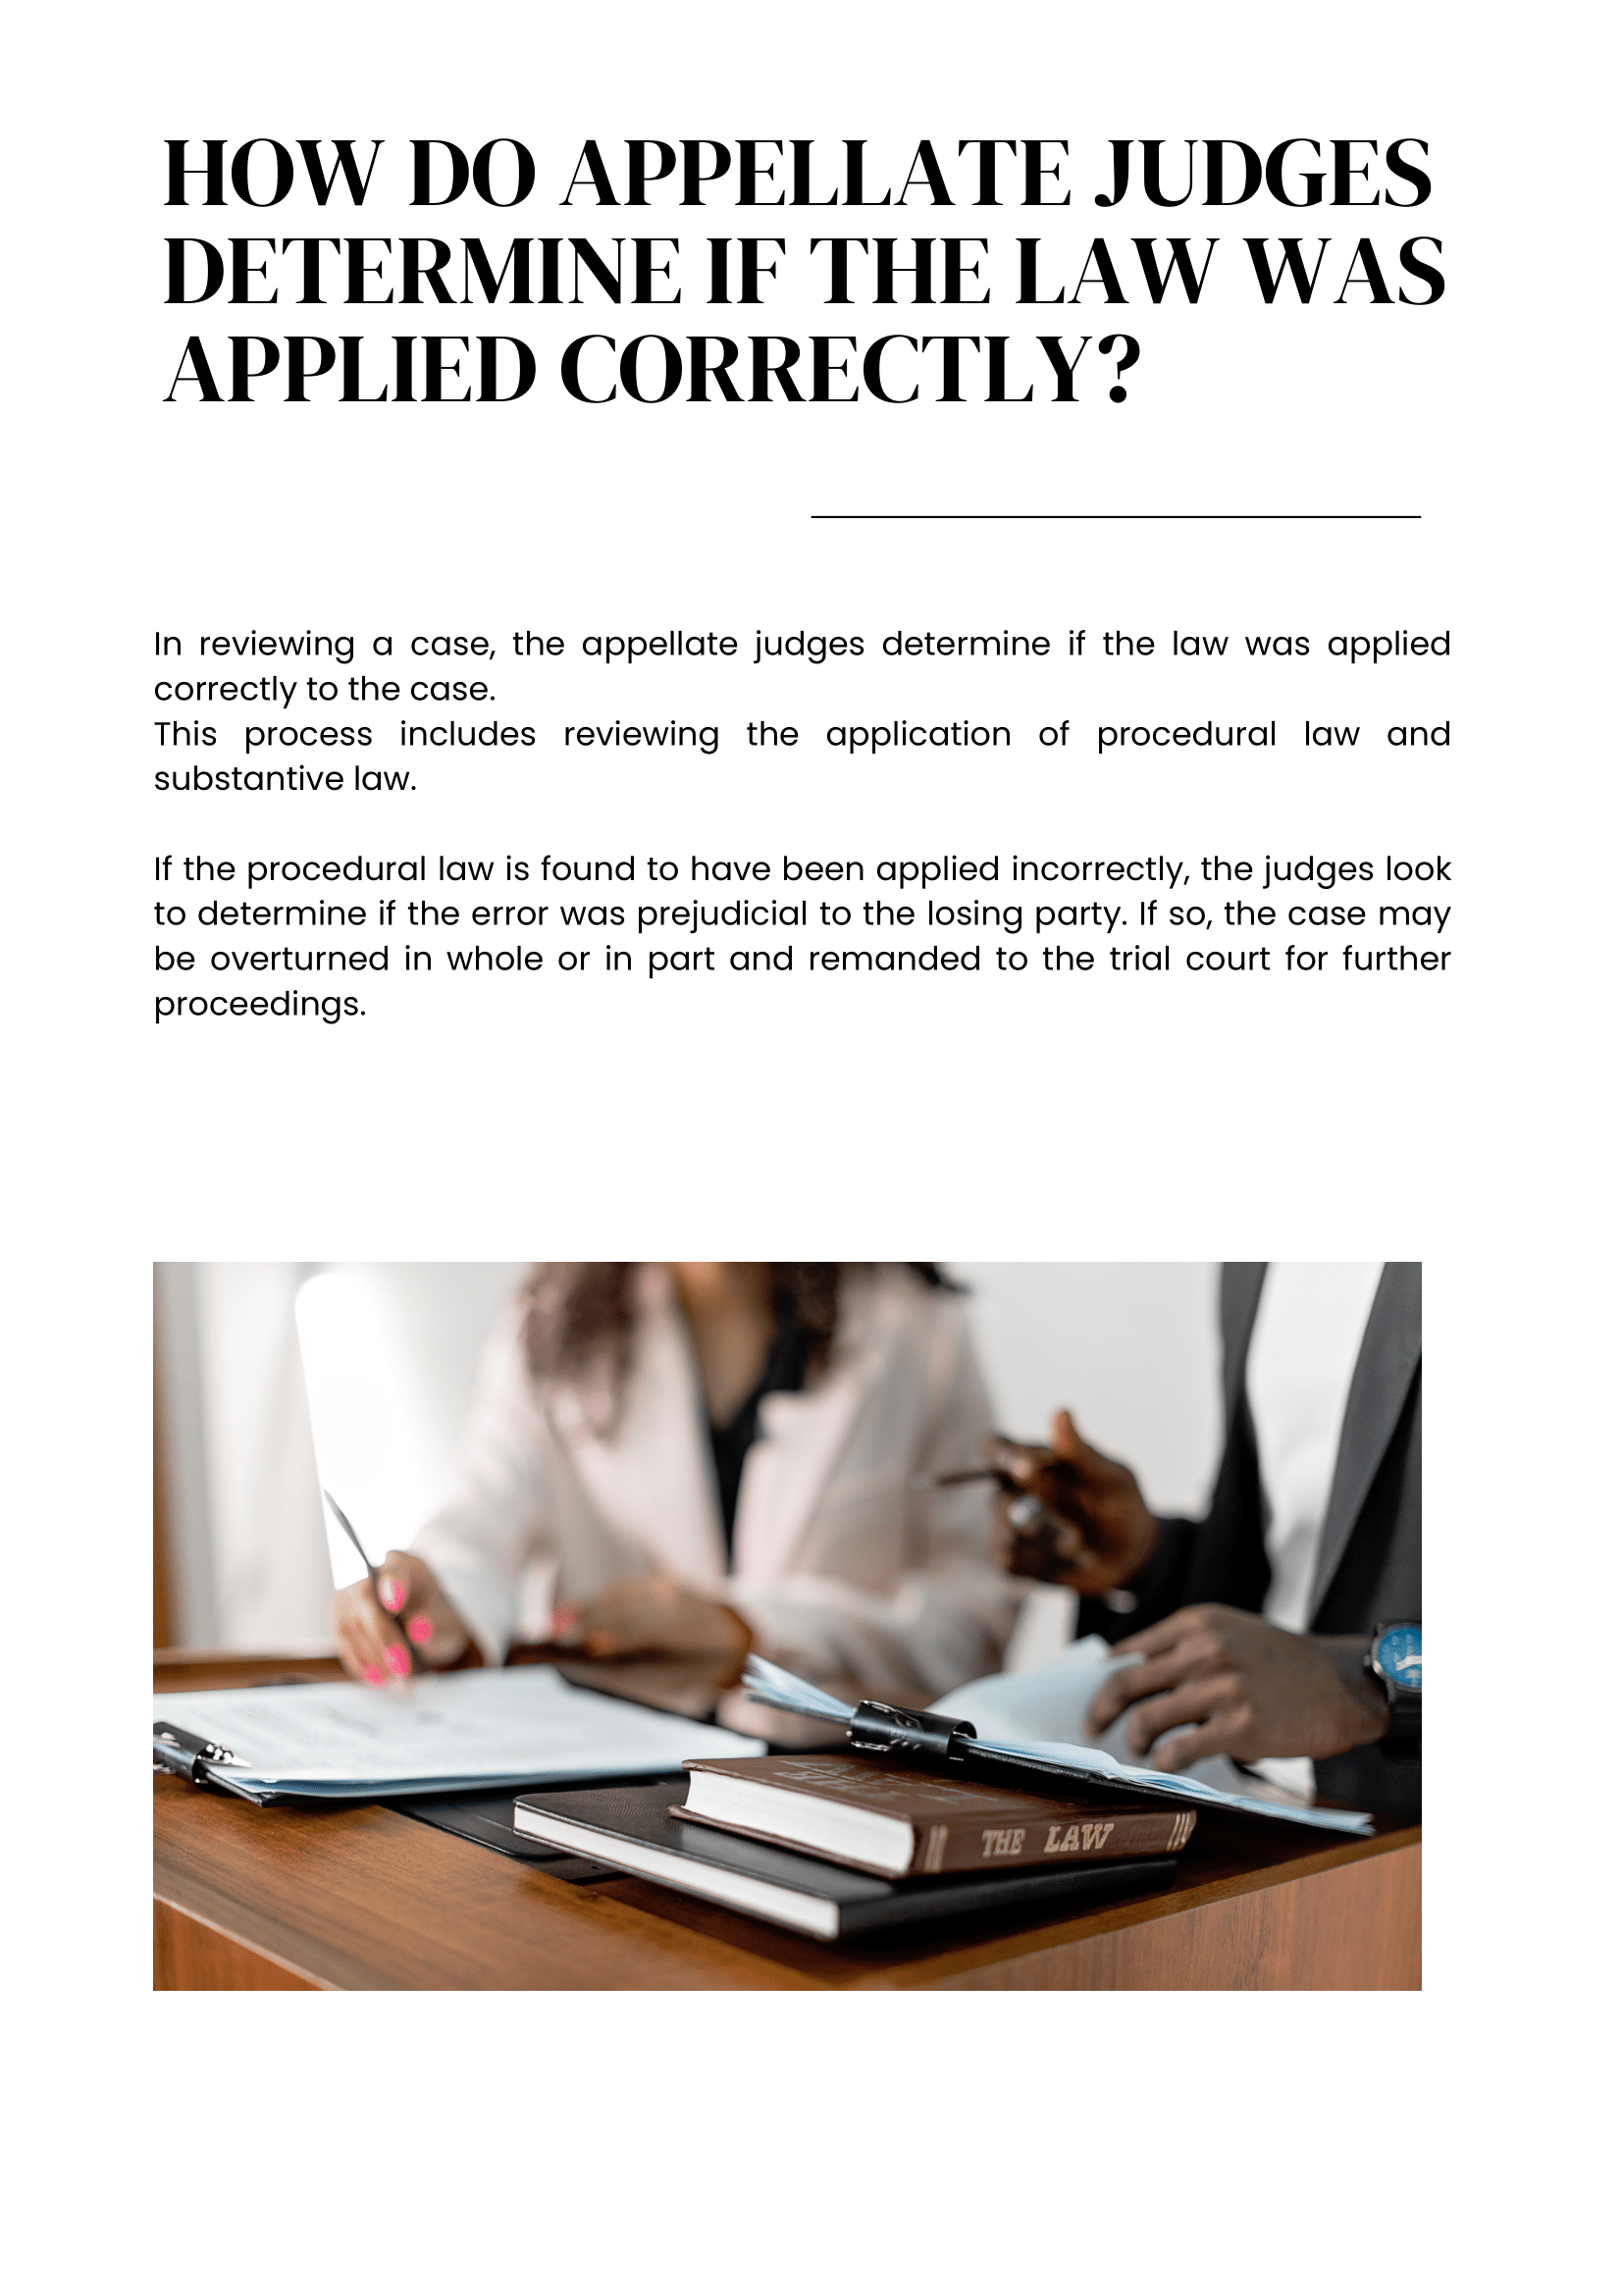 HOW DO APPELLATE JUDGES
DETERMINE IF THE LAW WAS
APPLIED CORRECTLY?
In reviewing a case, the appellate judges determine if the law was applied
correctly to the case.
This process includes reviewing the application of procedural law and
substantive law.
If the procedural law is found to have been applied incorrectly, the judges look
to determine if the error was prejudicial to the losing party. If so, the case may
be overturned in whole or in part and remanded to the trial court for further
proceedings.
THE LAW